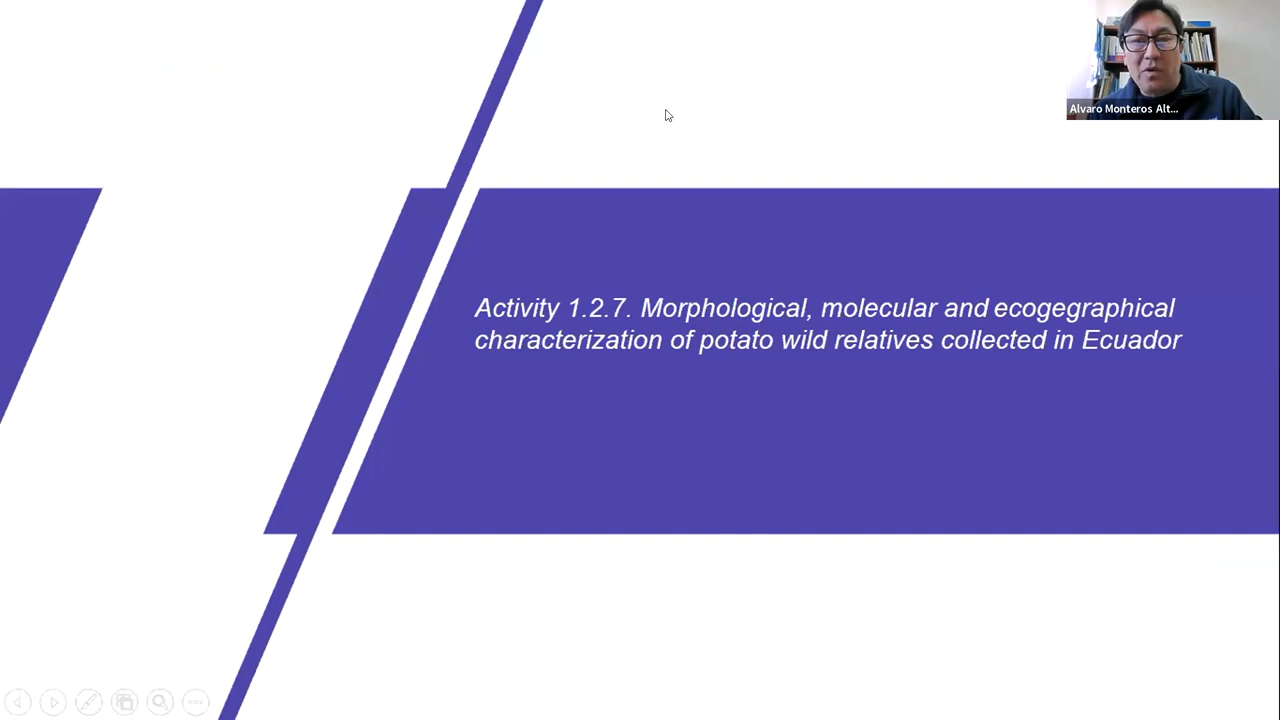 Alvaro Monteros Alt...
Activity 1.2.7. Morphological, molecular and ecogegraphical
characterization of potato wild relatives collected in Ecuador